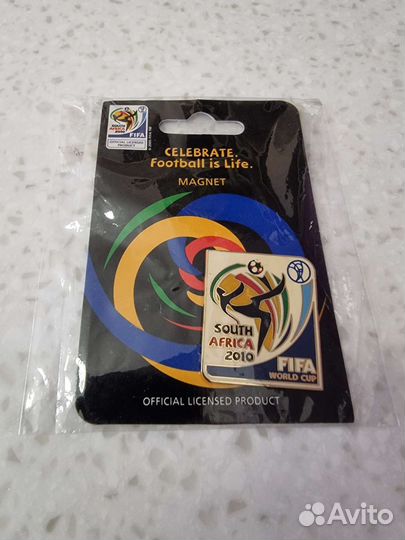 SOUTH
AFRICA
2010
FIFA
OFFICIAL LICENSED
PRODUCT
CELEBRATE.
Football is Life.
MAGNET
SOUTH
AFRICA
2010
FIFA
WORLD CUP
OFFICIAL LICENSED PRODUCT
Avito